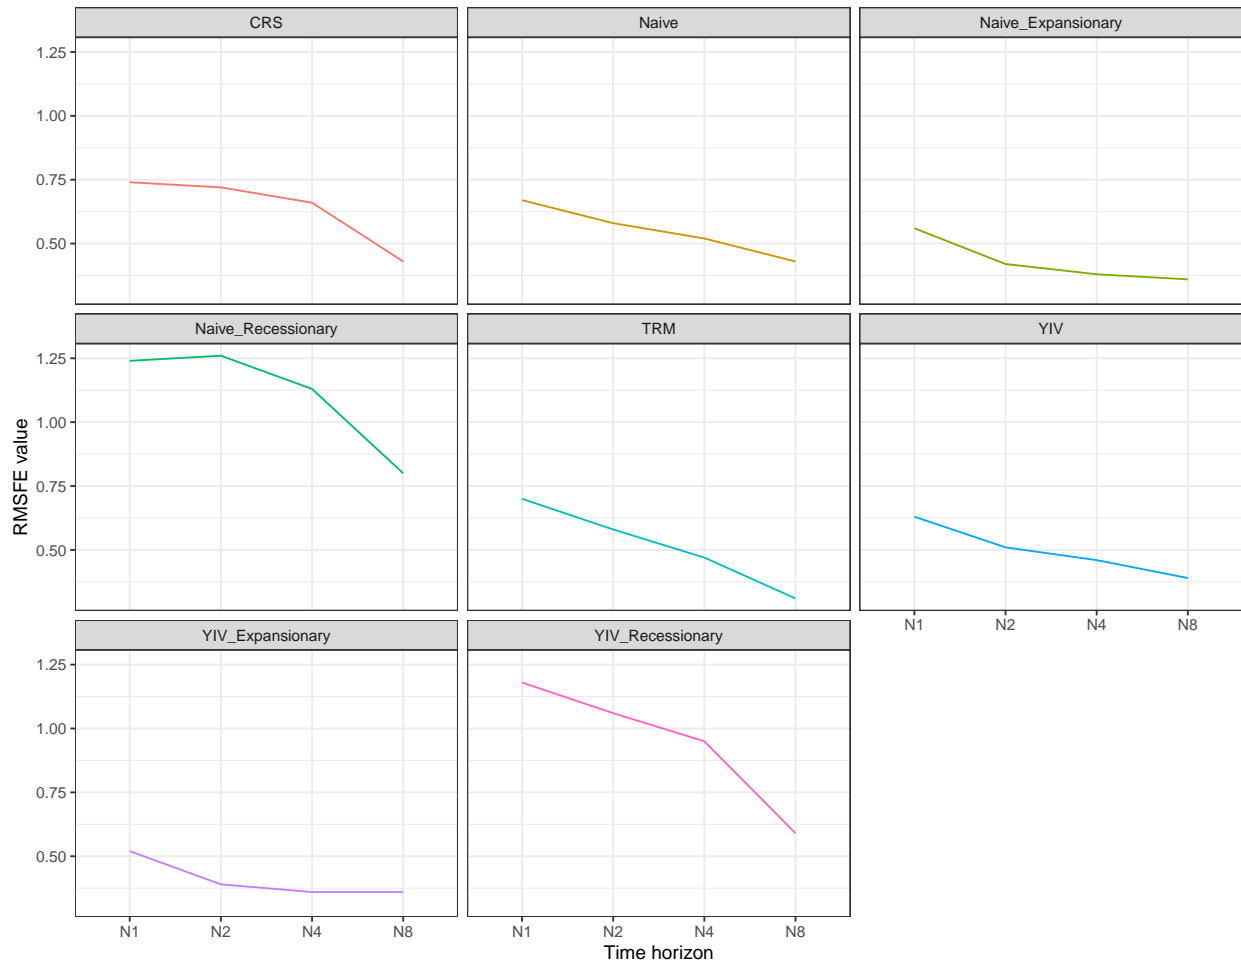 CRS
Naive
Naive_Expansionary
1.25
1.00
0.75
0.50
Naive_Recessionary
TRM
YIV
1.25
1.00
0.75
0.50
N1 N2 N4 N8
YIV_Expansionary
YIV_Recessionary
1.25
1.00
0.75
0.50
N1 N2 N4 N8
N1 N2 N4 N8
RMSFE value
Time horizon